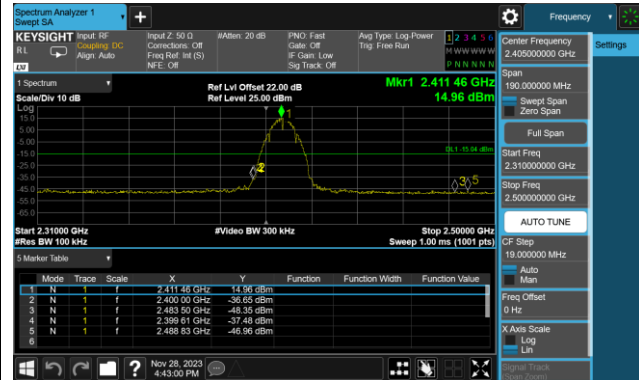 Spectrum Analyzer 1
Swept SA
Frequency
KEYSIGHT
Input: RF
Input Z: 50 Ω
#Atten: 20 dB
PNO: Fast
Avg Type: Log-Power
1 2 3 4 5 6
RL
Coupling: DC
Corrections: Off
Gate: Off
Trig: Free Run
M W W W W W
Align: Auto
Freq Ref: Int (S)
IF Gain: Low
NFE: Off
Sig Track: Off
P N N N N N
1 Spectrum
Ref Lvl Offset 22.00 dB
Mkr1 2.411 46 GHz
Scale/Div 10 dB
Ref Level 25.00 dBm
14.96 dBm
Log
15.0
5.00
-5.00
-15.0
-25.0
-35.0
-45.0
-55.0
-65.0
1
DL1 -15.04 dBm
2
3
5
Start 2.31000 GHz
#Video BW 300 kHz
Stop 2.50000 GHz
#Res BW 100 kHz
Sweep 1.00 ms (1001 pts)
5 Marker Table
Mode Trace Scale X Y Function Function Width Function Value
1 N 1 f 2.411 46 GHz 14.96 dBm
2 N 1 f 2.400 00 GHz -36.65 dBm
3 N 1 f 2.483 50 GHz -48.35 dBm
4 N 1 f 2.399 61 GHz -37.48 dBm
5 N 1 f 2.488 83 GHz -46.96 dBm
6
Nov 28, 2023
4:43:00 PM
Settings
Center Frequency
2.405000000 GHz
Span
190.000000 MHz
Swept Span
Zero Span
Full Span
Start Freq
2.310000000 GHz
Stop Freq
2.500000000 GHz
AUTO TUNE
CF Step
19.000000 MHz
Auto
Man
Freq Offset
0 Hz
X Axis Scale
Log
Lin
Signal Track
(Span Zoom)